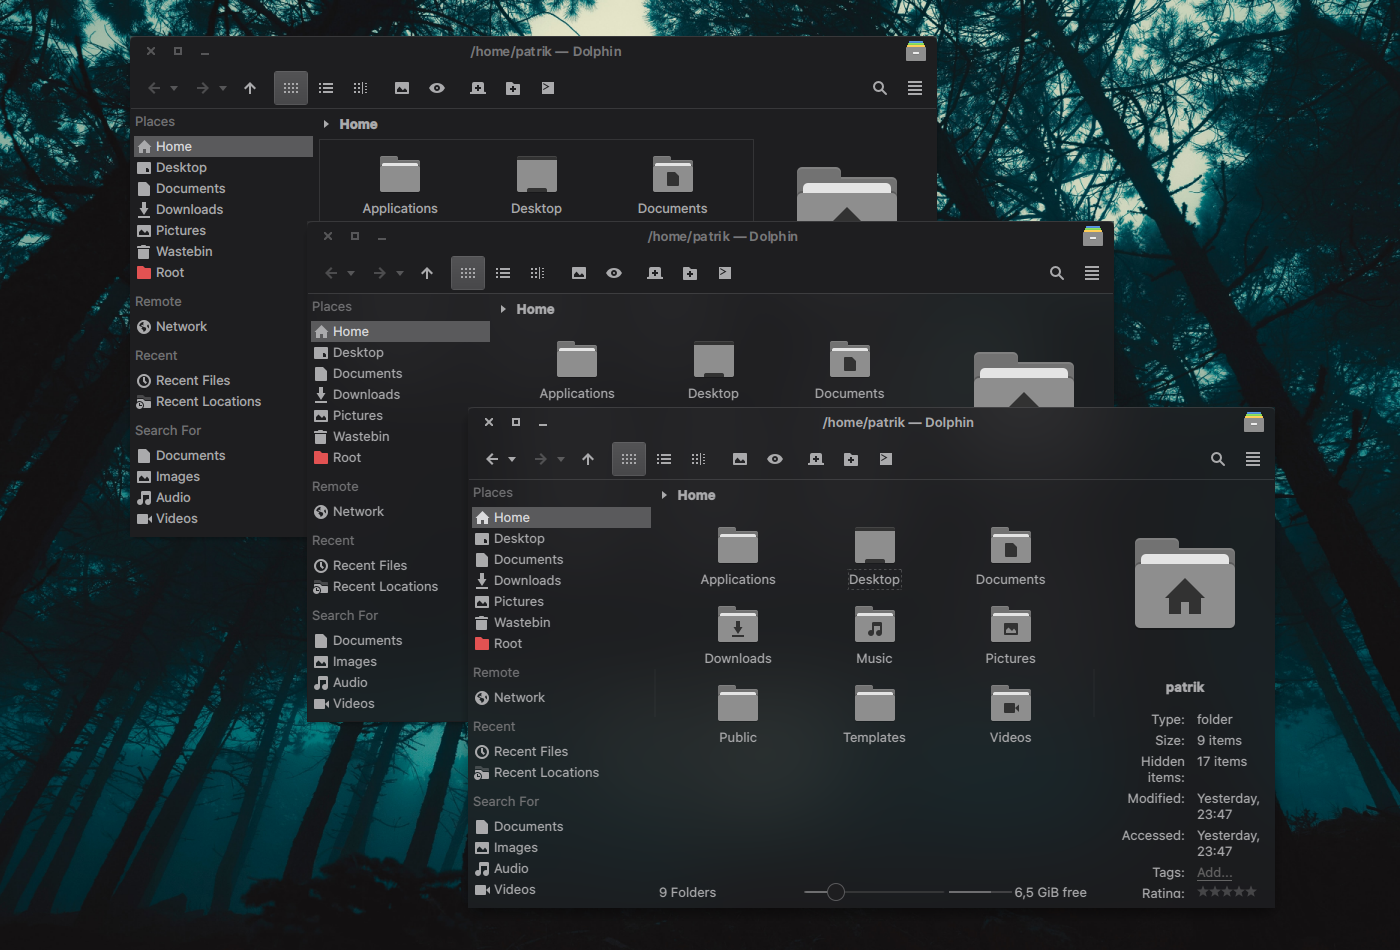 /home/patrik — Dolphin
Places
Home
Desktop
Documents
Downloads
Pictures
Wastebin
Root
Remote
Network
Recent
Recent Files
Recent Locations
Search For
Documents
Images
Audio
Videos
Home
Applications
Desktop
Documents
/home/patrik — Dolphin
Places
Home
Desktop
Documents
Downloads
Pictures
Wastebin
Root
Remote
Network
Recent
Recent Files
Recent Locations
Search For
Documents
Images
Audio
Videos
Home
Applications
Desktop
Documents
/home/patrik — Dolphin
Places
Home
Desktop
Documents
Downloads
Pictures
Wastebin
Root
Remote
Network
Recent
Recent Files
Recent Locations
Search For
Documents
Images
Audio
Videos
Home
Applications
Desktop
Documents
Downloads
Music
Pictures
Public
Templates
Videos
9 Folders
6,5 GiB free
patrik
Type: folder
Size: 9 items
Hidden items: 17 items
Modified: Yesterday, 23:47
Accessed: Yesterday, 23:47
Tags: Add...
Rating: